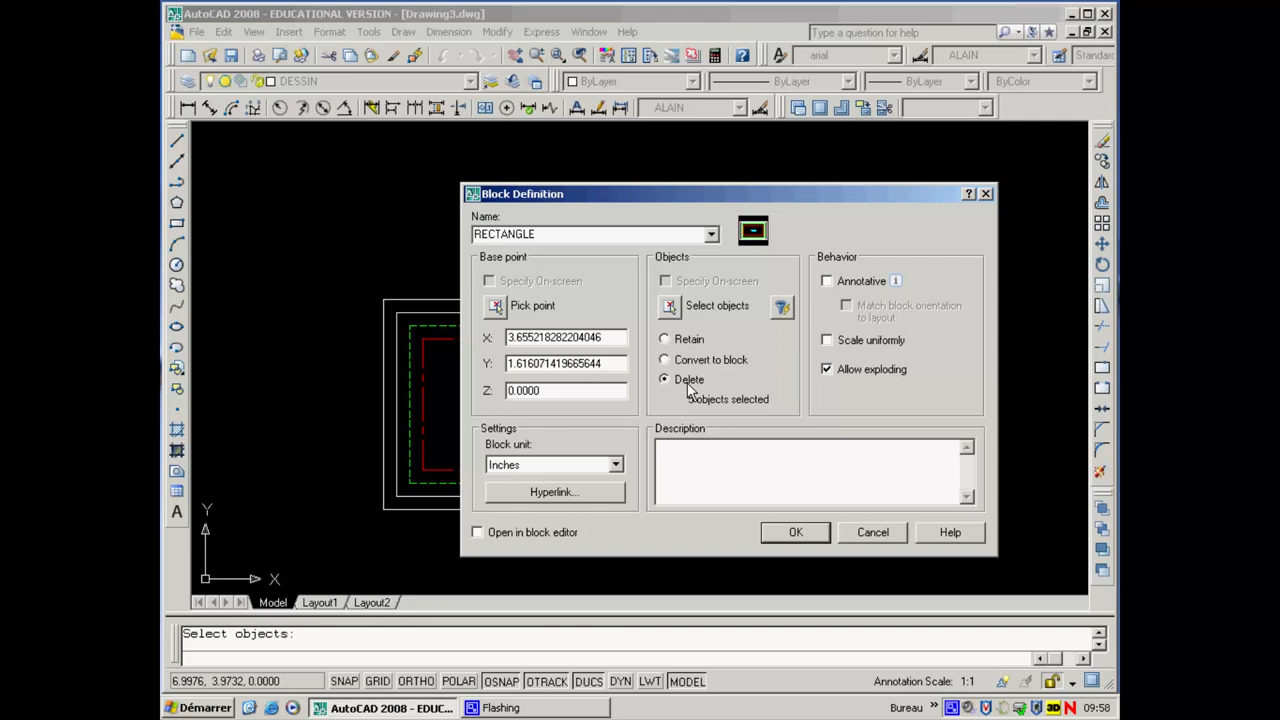 AutoCAD 2008 - EDUCATIONAL VERSION - [Drawing3.dwg]
File Edit View Insert Format Tools Draw Dimension Modify Express Window Help Type a question for help
arial ALAIN Standar
DESSIN ByLayer ByLayer ByLayer ByColor
ALAIN
Block Definition
Name:
RECTANGLE
Base point Objects Behavior
Specify On-screen Specify On-screen Annotative
Pick point Select objects Match block orientation
to layout
X: 3.655218282204046 Retain Scale uniformly
Y: 1.616071419665644 Convert to block Allow exploding
Z: 0.0000 Delete
objects selected
Settings Description
Block unit:
Inches
Hyperlink...
Open in block editor OK Cancel Help
Y
X
Model Layout1 Layout2
Select objects:
6.9976, 3.9732, 0.0000 SNAP GRID ORTHO POLAR OSNAP OTRACK DUCS DYN LWT MODEL Annotation Scale: 1:1
Démarrer AutoCAD 2008 - EDUC... Flashing Bureau » 3D N 09:58